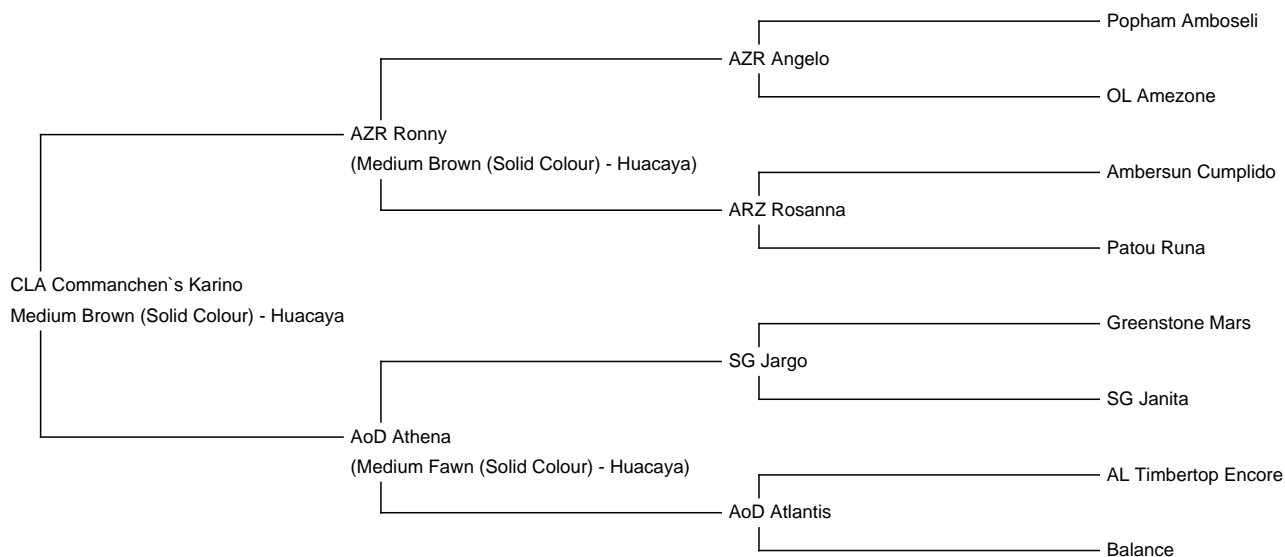 Popham Amboseli
AZR Angelo
OL Amezone
AZR Ronny
(Medium Brown (Solid Colour) - Huacaya)
Ambersun Cumplido
ARZ Rosanna
Patou Runa
CLA Commanchen`s Karino
Medium Brown (Solid Colour) - Huacaya
Greenstone Mars
SG Jargo
SG Janita
AoD Athena
(Medium Fawn (Solid Colour) - Huacaya)
AL Timbertop Encore
AoD Atlantis
Balance